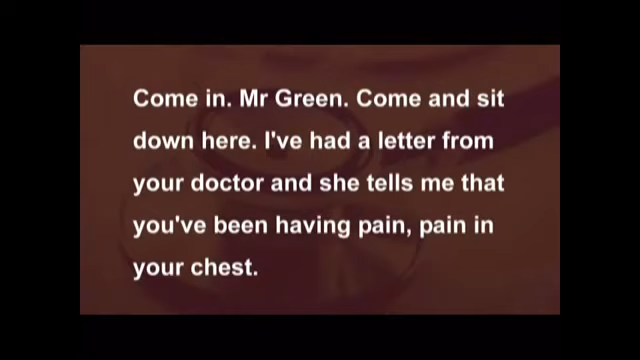 Come in. Mr Green. Come and sit
down here. I've had a letter from
your doctor and she tells me that
you've been having pain, pain in
your chest.